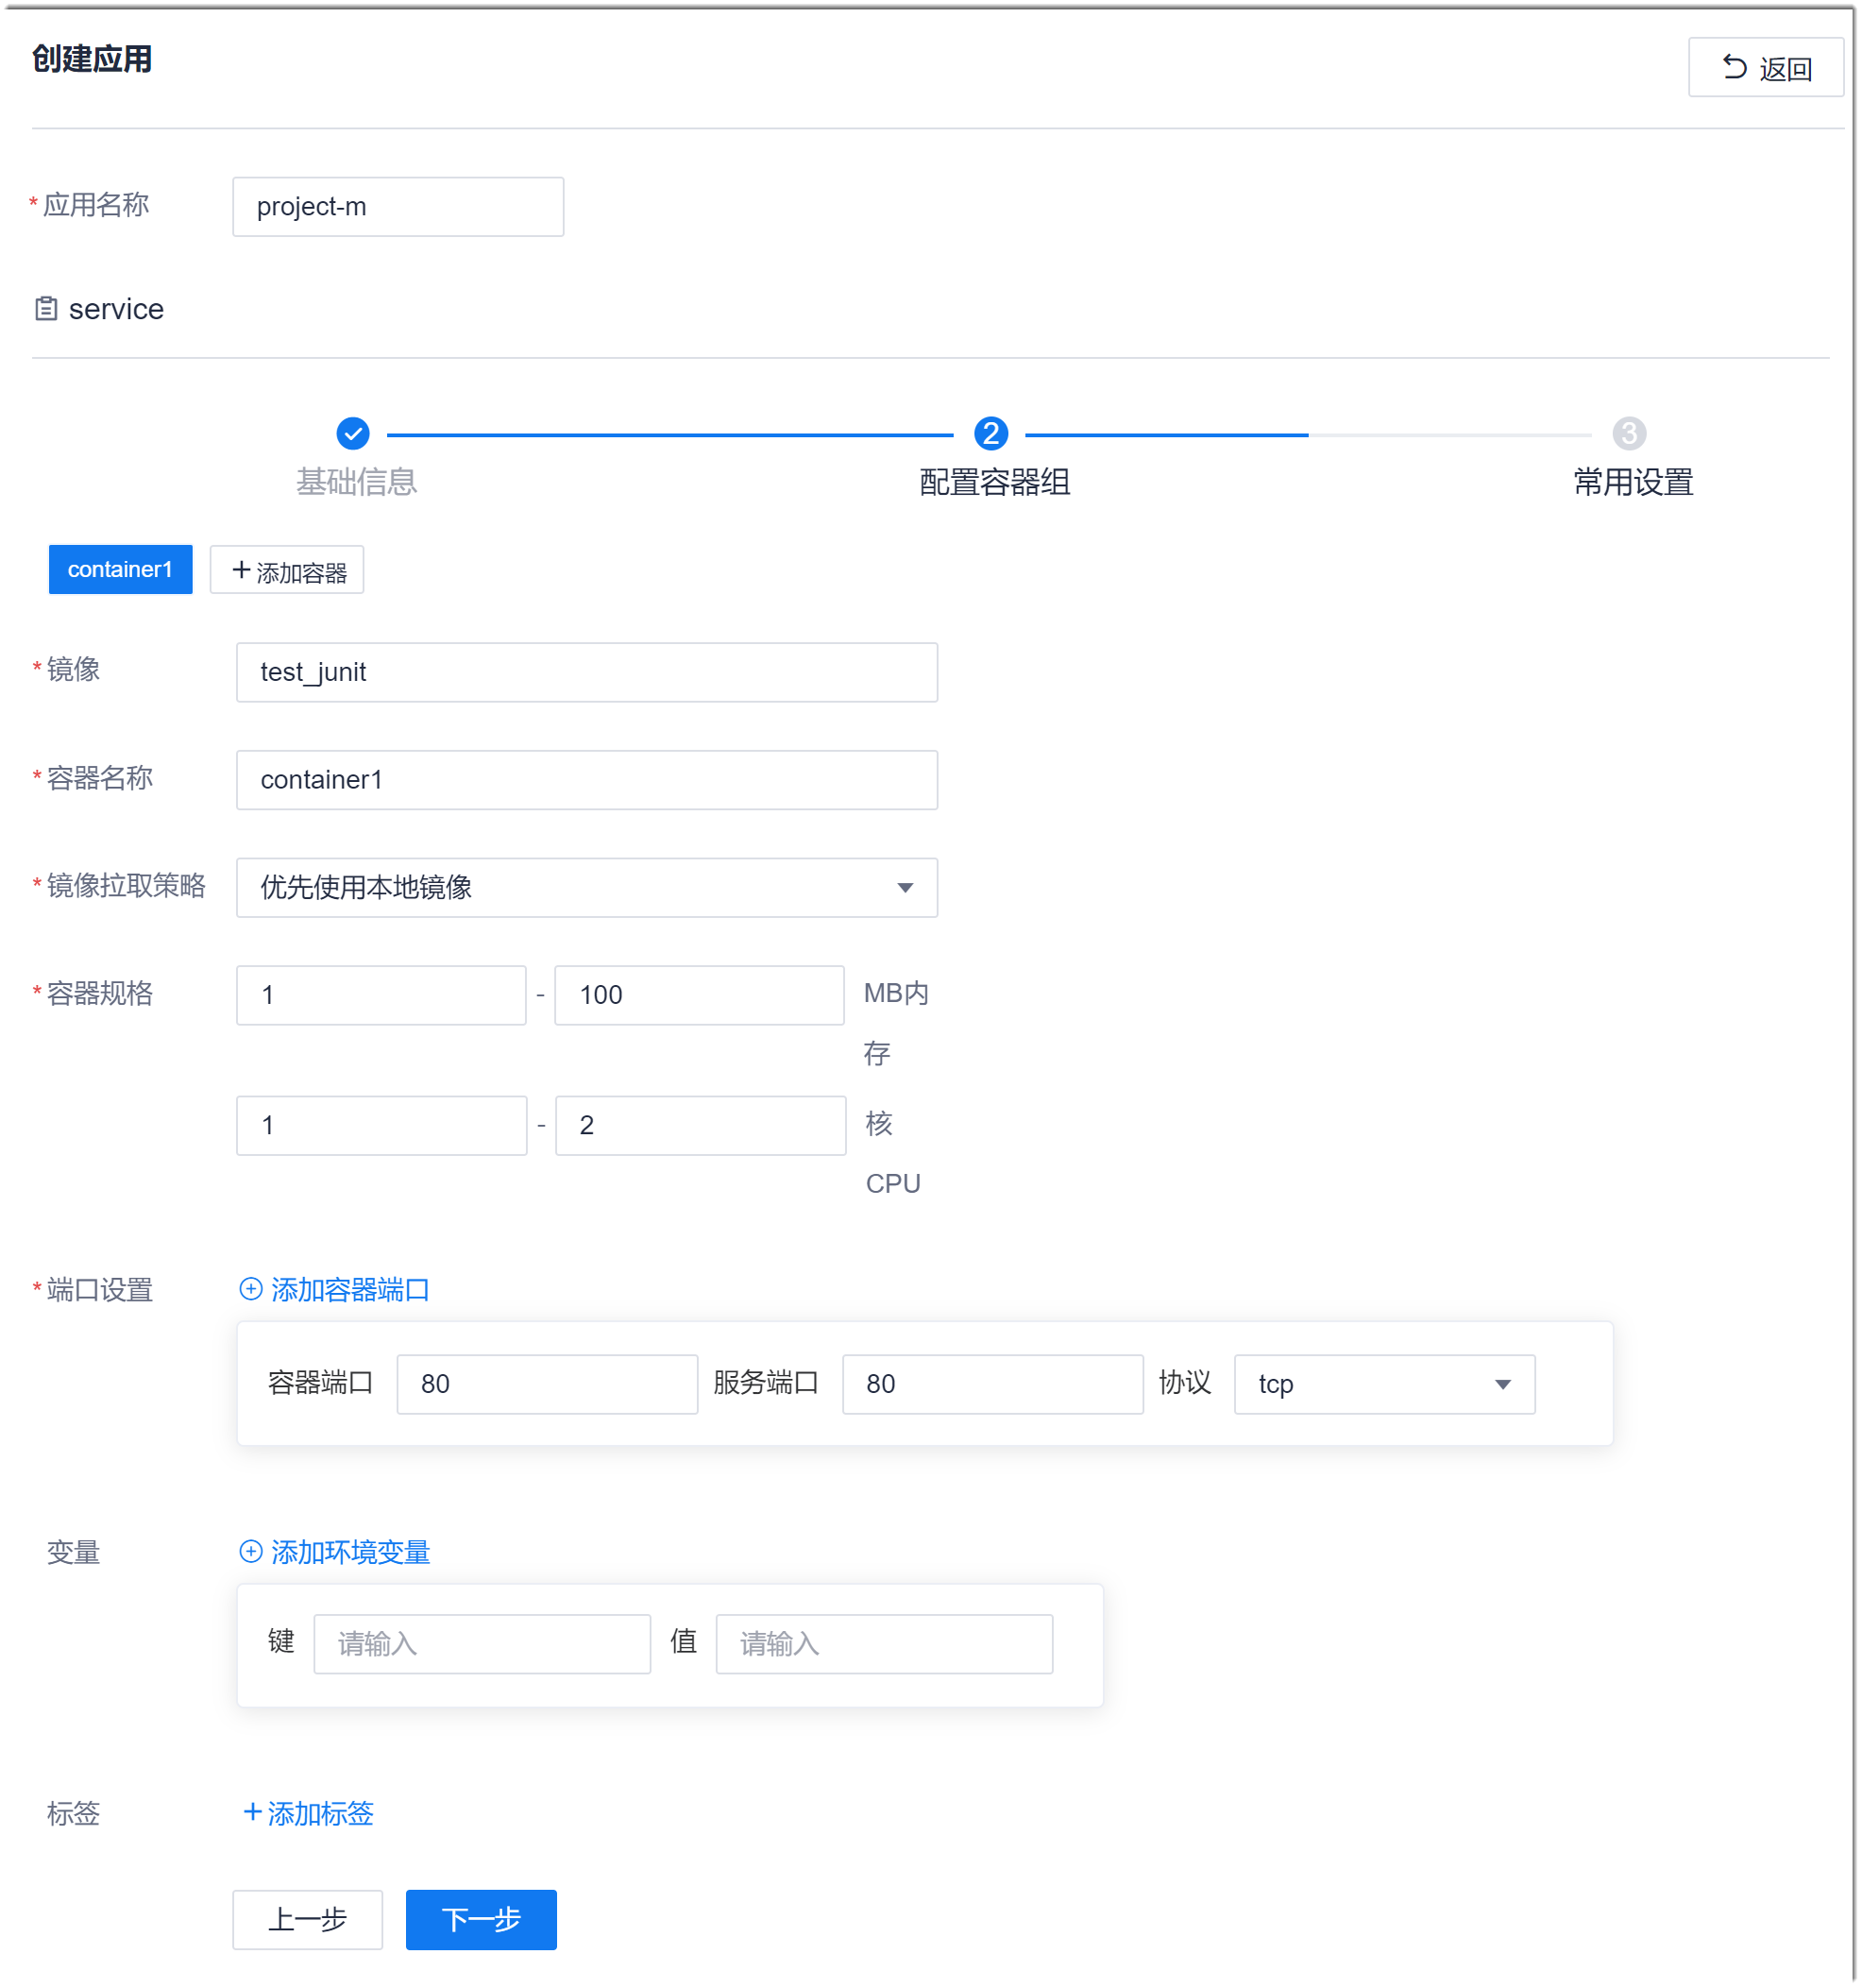 创建应用
返回
*应用名称 project-m
service
2 3
基础信息 配置容器组 常用设置
container1 +添加容器
*镜像 test_junit
*容器名称 container1
*镜像拉取策略 优先使用本地镜像
*容器规格 1 - 100 MB内
存
1 - 2 核
CPU
*端口设置 添加容器端口
容器端口 80 服务端口 80 协议 tcp
变量 添加环境变量
键 请输入 值 请输入
标签 +添加标签
上一步 下一步